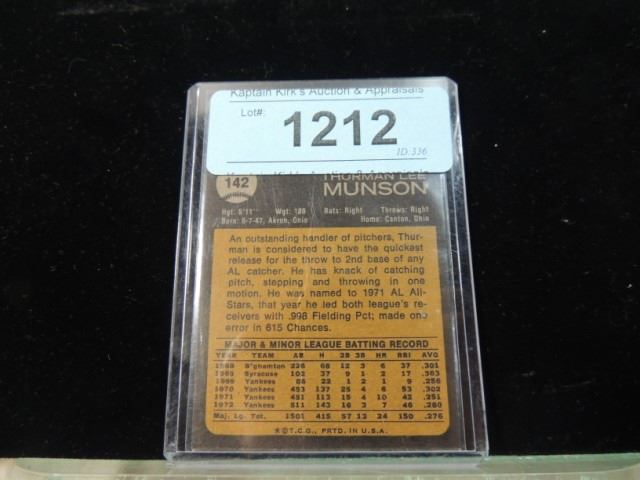 Kaptain Kirk's Auction & Appraisals
Lot#:
1212
ID: 336
142
THURMAN LEE
MUNSON
Hgt: 5'11" Wgt: 188 Bats: Right Throws: Right
Born: 6-7-47, Akron, Ohio Home: Canton, Ohio
An outstanding handler of pitchers, Thur-
man is considered to have the quickest
release for the throw to 2nd base of any
AL catcher. He has knack of catching
pitch, stepping and throwing in one
motion. He was named to 1971 AL All-
Stars, that year he led both league's re-
ceivers with .998 Fielding Pct; made one
error in 615 Chances.
MAJOR & MINOR LEAGUE BATTING RECORD
YEAR TEAM AB H 2B 3B HR RBI AVG
1968 B'ghamton 226 68 12 3 6 37 .301
1969 Syracuse 102 37 9 1 2 17 .363
1969 Yankees 86 22 1 2 1 9 .256
1970 Yankees 453 137 25 4 6 53 .302
1971 Yankees 451 113 15 4 10 42 .251
1972 Yankees 511 143 16 3 7 46 .280
Maj. Lg. Tot. 1501 415 57 13 24 150 .276
*©T.C.G., PRTD. IN U.S.A.